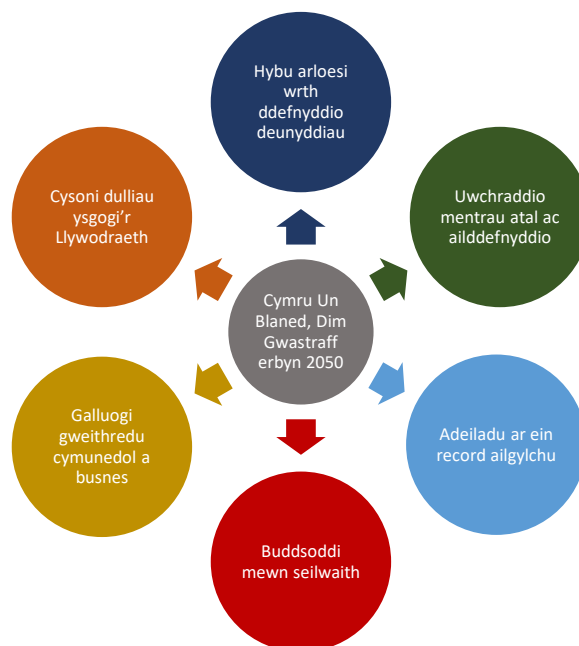 Hybu arloesi
wrth
ddefnyddio
deunyddiau
Uwchraddio
mentrau atal ac
ailddefnyddio
Adeiladu ar ein
record ailgylchu
Buddsoddi
mewn seilwaith
Galluogi
gweithredu
cymunedol a
busnes
Cysoni dulliau
ysgogi’r
Llywodraeth
Cymru Un
Blaned, Dim
Gwastraff
erbyn 2050